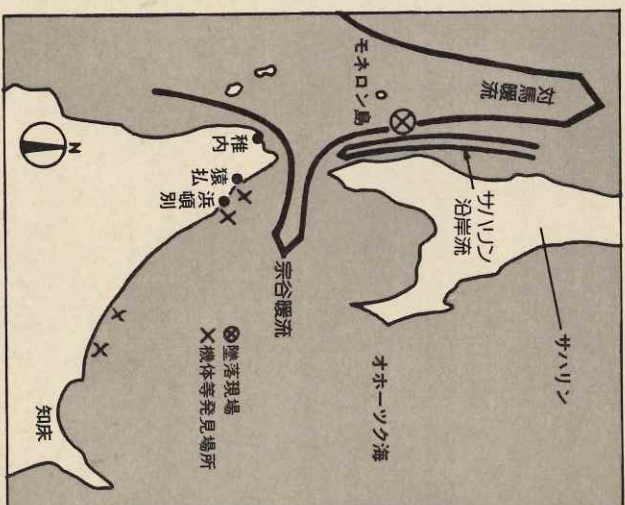 対馬暖流
モネロン島
サハリン
沿岸流
サハリン
宗谷暖流
オホーツク海
稚内
猿払
浜頓別
⊗墜落現場
×機体等発見場所
知床
N